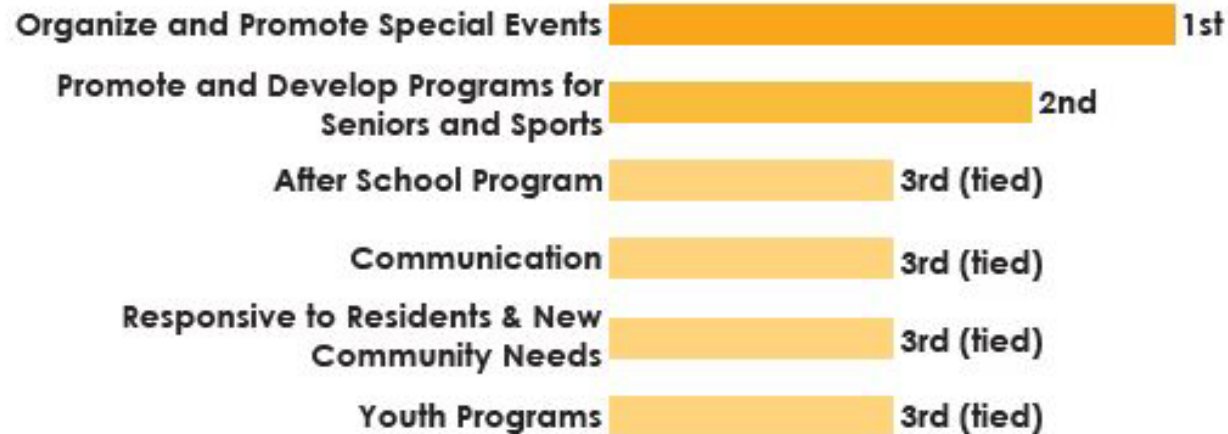 Organize and Promote Special Events 1st
Promote and Develop Programs for
Seniors and Sports 2nd
After School Program 3rd (tied)
Communication 3rd (tied)
Responsive to Residents & New
Community Needs 3rd (tied)
Youth Programs 3rd (tied)